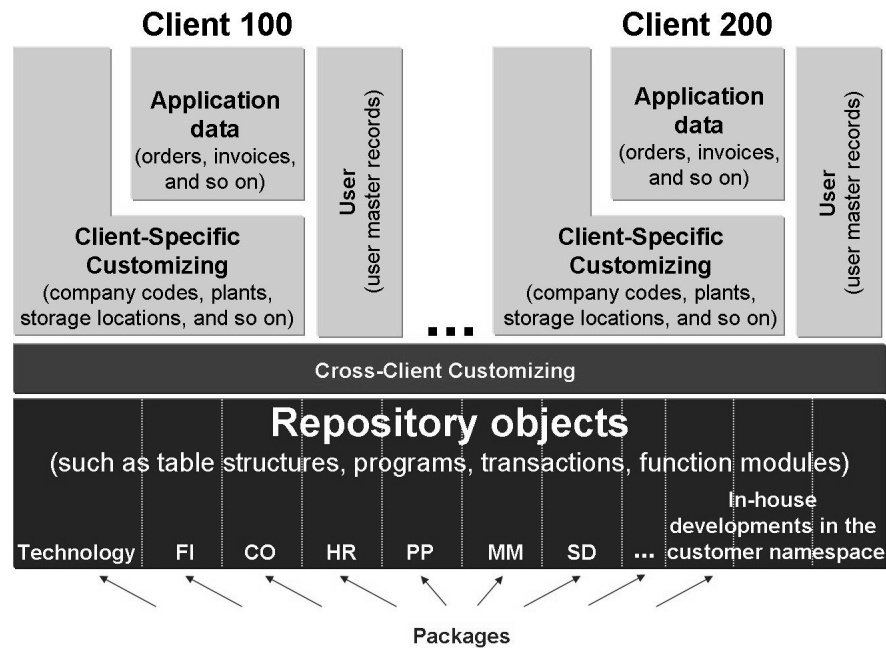 Client 100
Application
data
(orders, invoices,
and so on)
User
(user master records)
Client-Specific
Customizing
(company codes, plants,
storage locations, and so on)
...
Client 200
Application
data
(orders, invoices,
and so on)
User
(user master records)
Client-Specific
Customizing
(company codes, plants,
storage locations, and so on)
Cross-Client Customizing
Repository objects
(such as table structures, programs, transactions, function modules)
Technology
FI
CO
HR
PP
MM
SD
...
In-house
developments in the
customer namespace
Packages